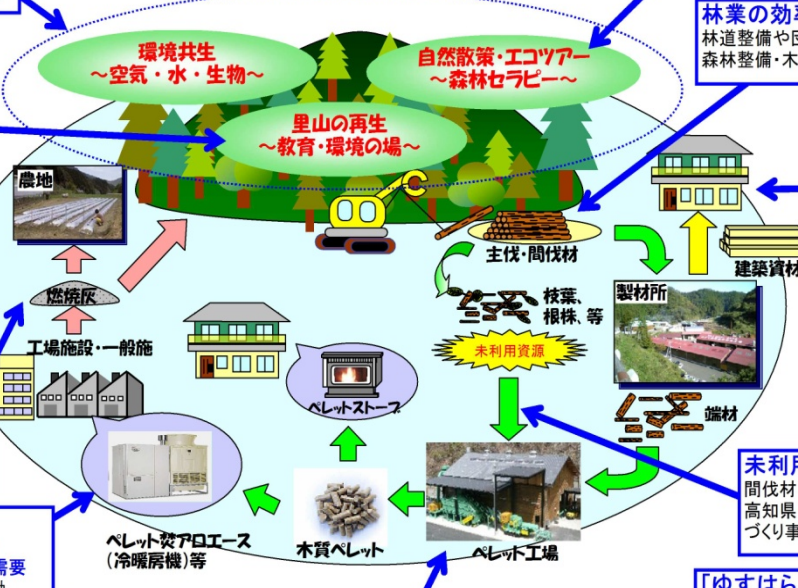 林業の効率
林道整備や団
森林整備・木
環境共生
～空気・水・生物～
自然散策・エコツアー
～森林セラピー～
里山の再生
～教育・環境の場～
農地
主伐・間伐材
建築資材
燃焼灰
枝葉、
根株、等
製材所
工場施設・一般施
未利用資源
ペレットストーブ
端材
未利用
間伐材
高知県
づくり事
ペレット焚アロエース
（冷暖房機）等
木質ペレット
ペレット工場
需要
「ゆすはら